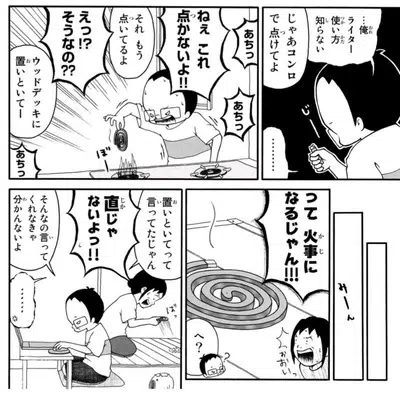 …俺
ライター
使い方
知らない
じゃあコンロ
で点けてよ
ねぇ これ
点かないよ!!
あちっ
それ もう
点いてるよ
えっ!?
そうなの??
あちっ
ぼ
ウッドデッキに
置いといてー
あちっ
みーん
って 火事に
なるじゃん!!!
おおい
かっ
へ?
置いといてって
言ってたじゃん
直じゃ
ないよっ!!
ば
そんなの言って
くれなきゃ
分かんないよ
………